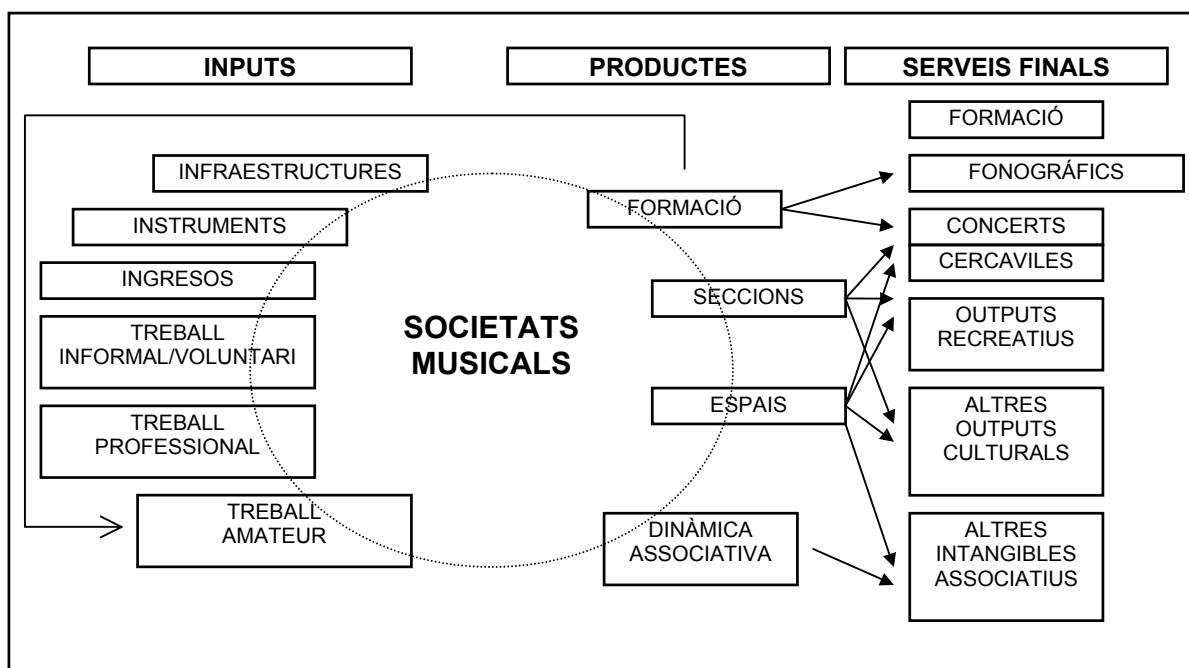 INPUTS
PRODUCTES
SERVEIS FINALS
INFRAESTRUCTURES
INSTRUMENTS
INGRESOS
TREBALL
INFORMAL/VOLUNTARI
TREBALL
PROFESSIONAL
TREBALL
AMATEUR
SOCIETATS
MUSICALS
FORMACIÓ
SECCIONS
ESPAIS
DINÀMICA
ASSOCIATIVA
FORMACIÓ
FONOGRÁFICS
CONCERTS
CERCAVILES
OUTPUTS
RECREATIUS
ALTRES
OUTPUTS
CULTURALS
ALTRES
INTANGIBLES
ASSOCIATIUS